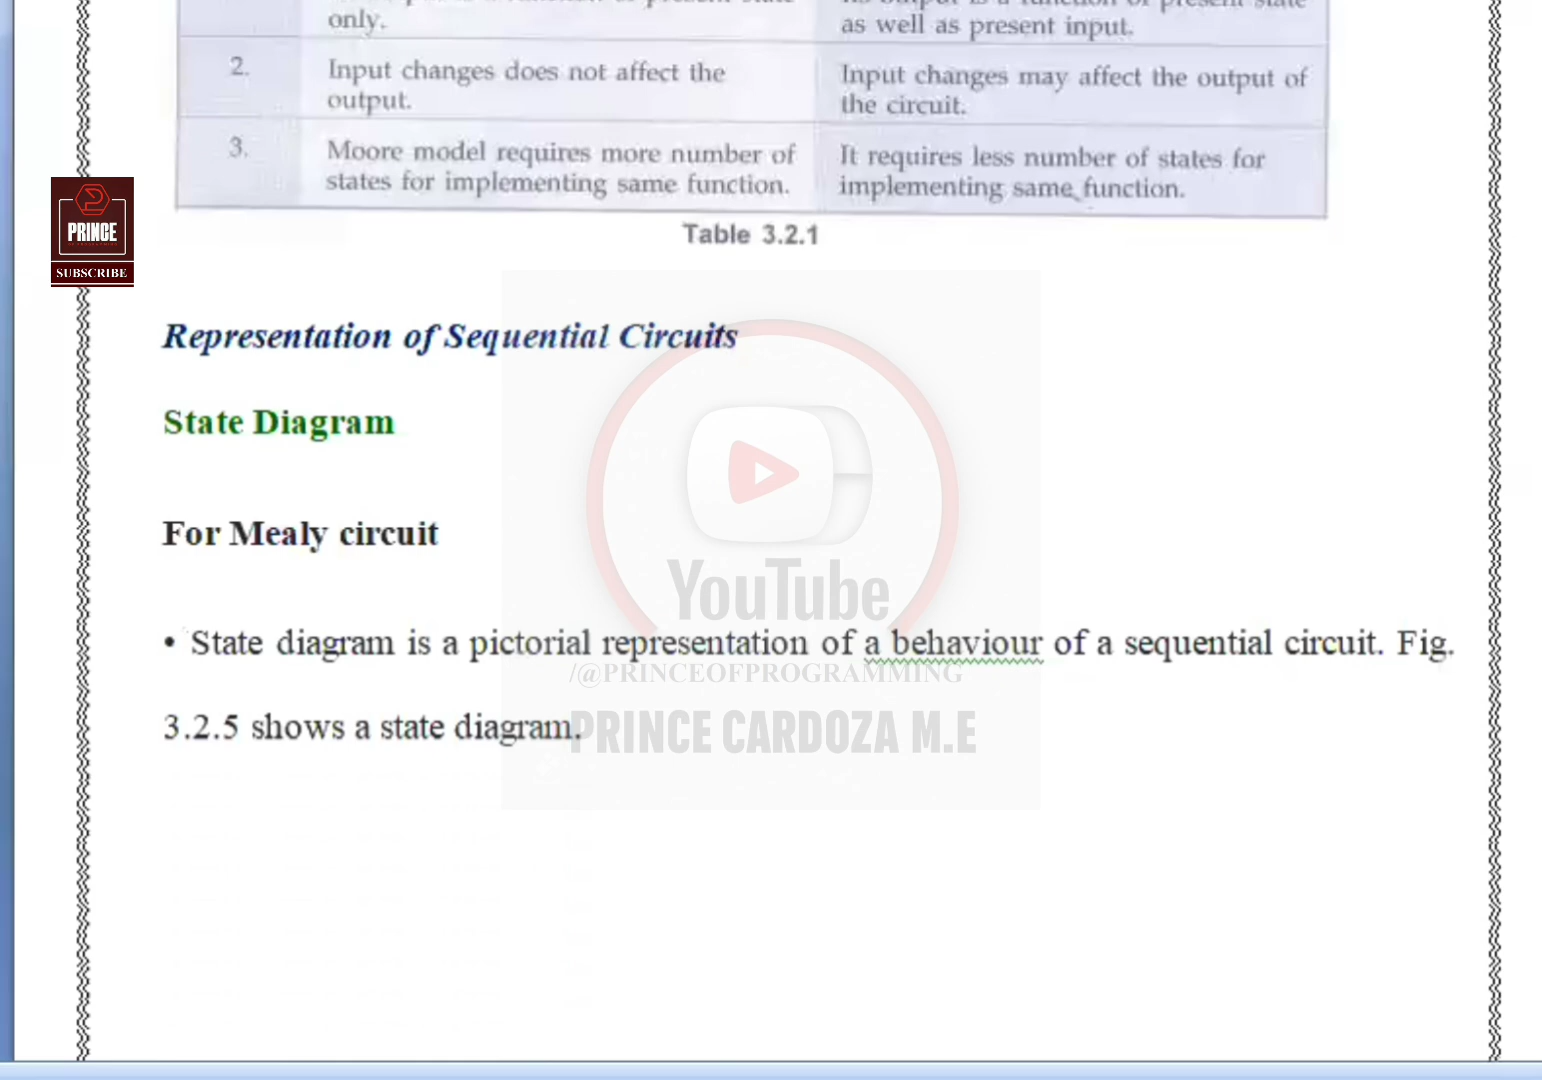 only.
as well as present input.
2.
Input changes does not affect the
output.
Input changes may affect the output of
the circuit.
3.
Moore model requires more number of
states for implementing same function.
It requires less number of states for
implementing same function.
Table 3.2.1
PRINCE
SUBSCRIBE
Representation of Sequential Circuits
State Diagram
For Mealy circuit
YouTube
• State diagram is a pictorial representation of a behaviour of a sequential circuit. Fig.
/@PRINCEOFPROGRAMMING
3.2.5 shows a state diagram.
PRINCE CARDOZA M.E